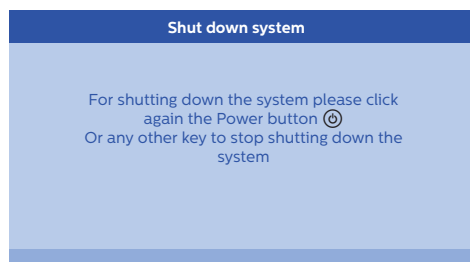 Shut down system
For shutting down the system please click
again the Power button
Or any other key to stop shutting down the
system